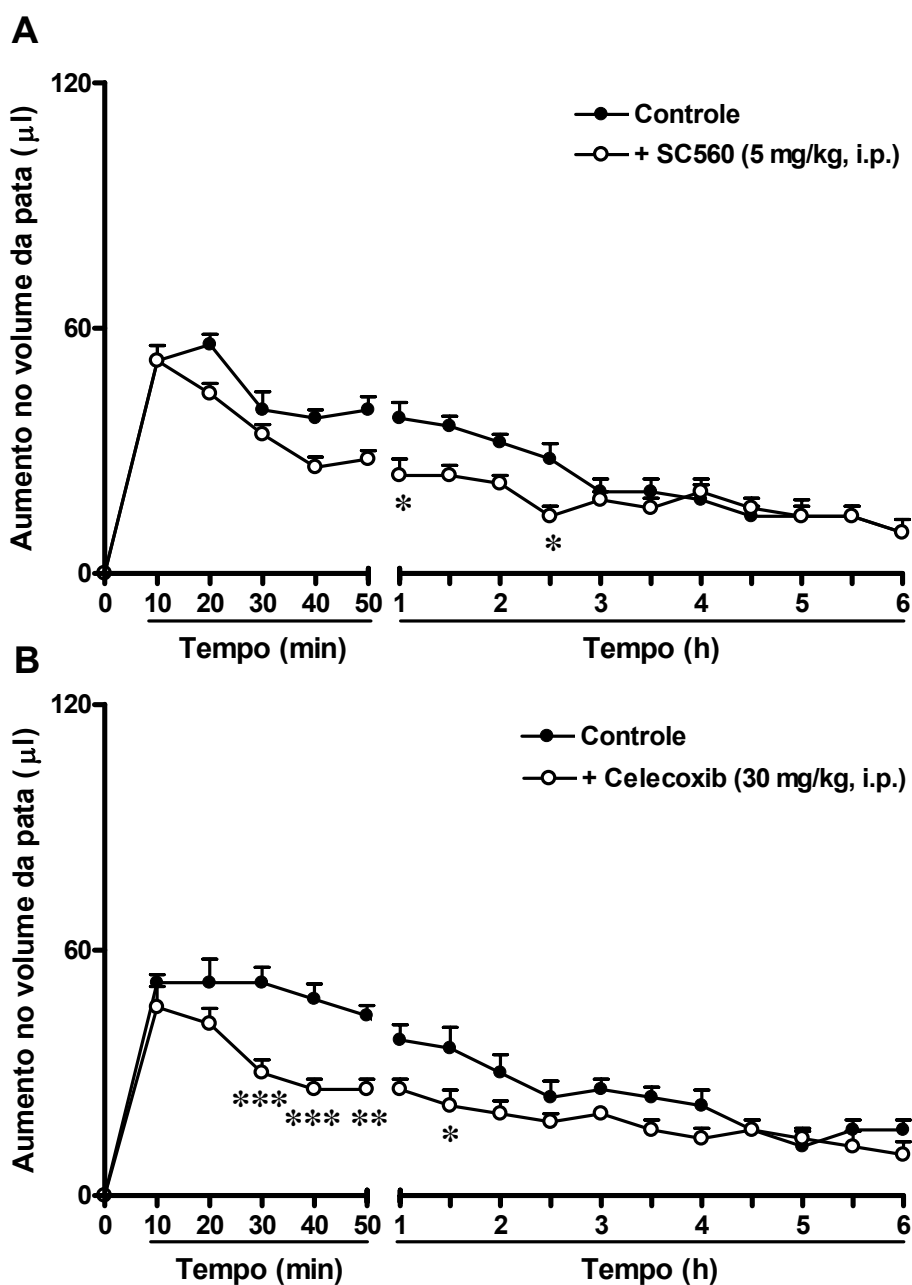 A
Aumento no volume da pata (µl)
120
60
0
Controle
+ SC560 (5 mg/kg, i.p.)
*
*
0 10 20 30 40 50 1 2 3 4 5 6
Tempo (min) Tempo (h)
B
Aumento no volume da pata (µl)
120
60
0
Controle
+ Celecoxib (30 mg/kg, i.p.)
*** *** **
*
0 10 20 30 40 50 1 2 3 4 5 6
Tempo (min) Tempo (h)